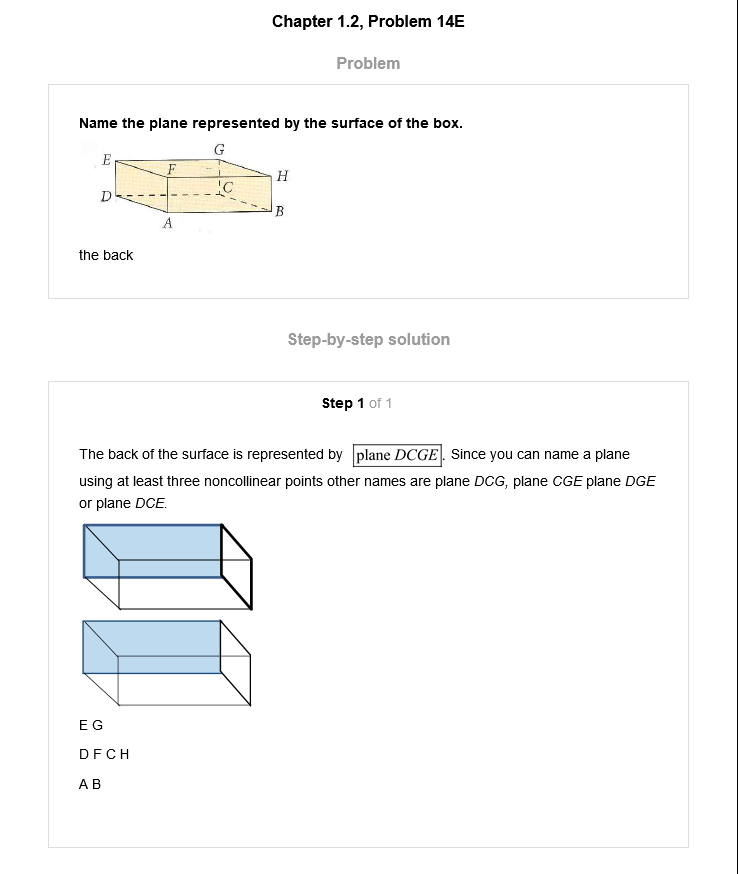 Chapter 1.2, Problem 14E
Problem
Name the plane represented by the surface of the box.
G
E
F
H
C
D
B
A
the back
Step-by-step solution
Step 1 of 1
The back of the surface is represented by plane DCGE. Since you can name a plane
using at least three noncollinear points other names are plane DCG, plane CGE plane DGE
or plane DCE.
E G
D F C H
A B